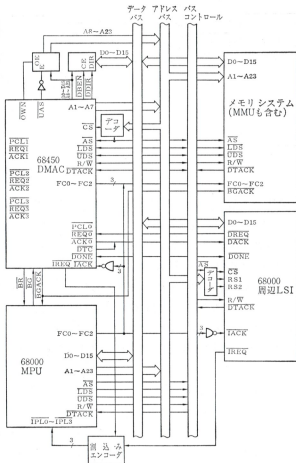 データ
バス
アドレス
バス
バス
コントロール
A8～A23
D0～D15
OWN
UAS
DBEN
DDIR
CE
DIR
A1～A7
CS
デコーダ
AS
LDS
UDS
R/W
DTACK
FC0～FC2
3
PCL1
REQ1
ACK1
68450
DMAC
PCL2
REQ2
ACK2
PCL3
REQ3
ACK3
PCL0
REQ0
ACK0
DTC
DONE
IREQ
IACK
3
BR
BG
BGACK
FC0～FC2
D0～D15
A1～A23
AS
LDS
UDS
R/W
DTACK
IPL0～IPL3
68000
MPU
3
割込み
エンコーダ
D0～D15
A1～A23
メモリシステム
(MMUも含む)
AS
LDS
UDS
R/W
DTACK
FC0～FC2
BGACK
D0～D15
DREQ
DACK
DONE
AS
デコーダ
CS
RS1
RS2
68000
周辺LSI
R/W
DTACK
3
IACK
IREQ